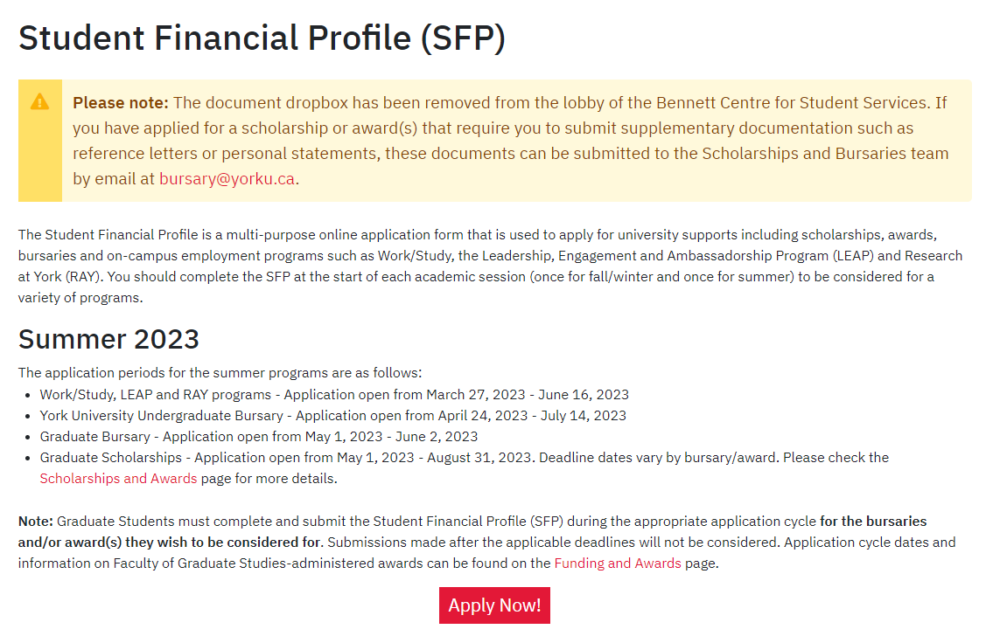 Student Financial Profile (SFP)
Please note: The document dropbox has been removed from the lobby of the Bennett Centre for Student Services. If
you have applied for a scholarship or award(s) that require you to submit supplementary documentation such as
reference letters or personal statements, these documents can be submitted to the Scholarships and Bursaries team
by email at bursary@yorku.ca.
The Student Financial Profile is a multi-purpose online application form that is used to apply for university supports including scholarships, awards,
bursaries and on-campus employment programs such as Work/Study, the Leadership, Engagement and Ambassadorship Program (LEAP) and Research
at York (RAY). You should complete the SFP at the start of each academic session (once for fall/winter and once for summer) to be considered for a
variety of programs.
Summer 2023
The application periods for the summer programs are as follows:
• Work/Study, LEAP and RAY programs - Application open from March 27, 2023 - June 16, 2023
• York University Undergraduate Bursary - Application open from April 24, 2023 - July 14, 2023
• Graduate Bursary - Application open from May 1, 2023 - June 2, 2023
• Graduate Scholarships - Application open from May 1, 2023 - August 31, 2023. Deadline dates vary by bursary/award. Please check the
Scholarships and Awards page for more details.
Note: Graduate Students must complete and submit the Student Financial Profile (SFP) during the appropriate application cycle for the bursaries
and/or award(s) they wish to be considered for. Submissions made after the applicable deadlines will not be considered. Application cycle dates and
information on Faculty of Graduate Studies-administered awards can be found on the Funding and Awards page.
Apply Now!